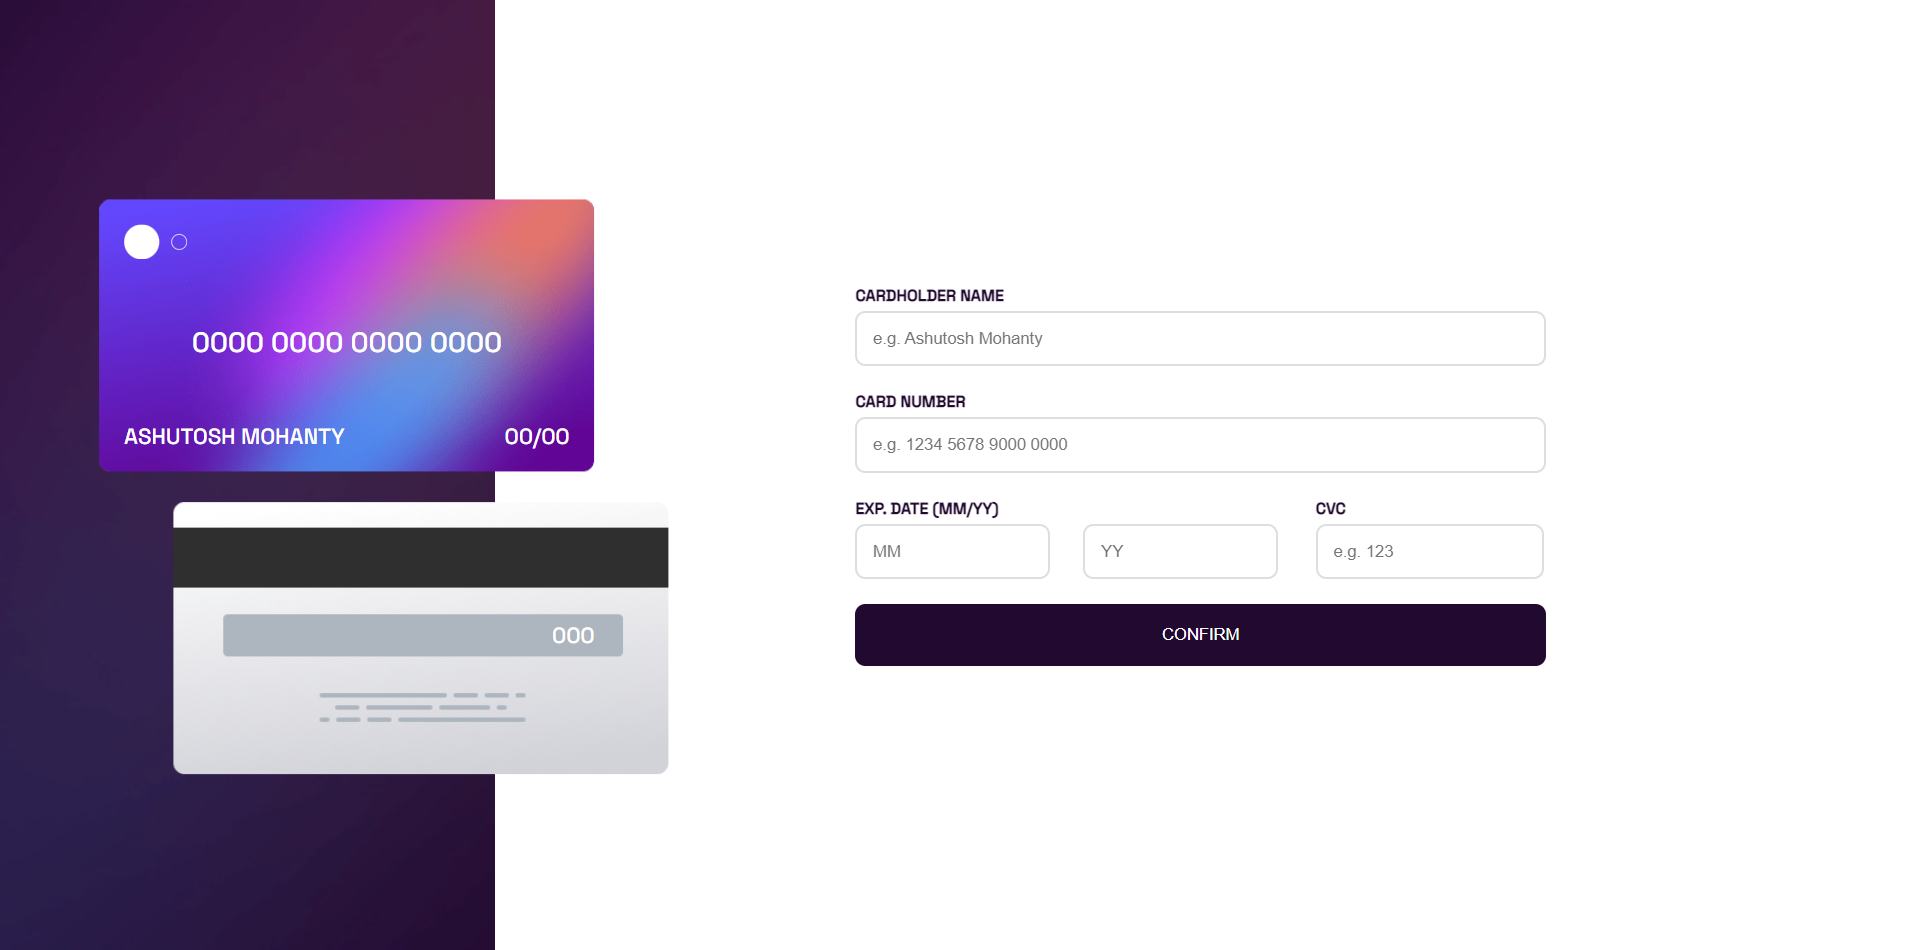 0000 0000 0000 0000
ASHUTOSH MOHANTY 00/00
000
CARDHOLDER NAME
e.g. Ashutosh Mohanty
CARD NUMBER
e.g. 1234 5678 9000 0000
EXP. DATE (MM/YY) CVC
MM YY e.g. 123
CONFIRM